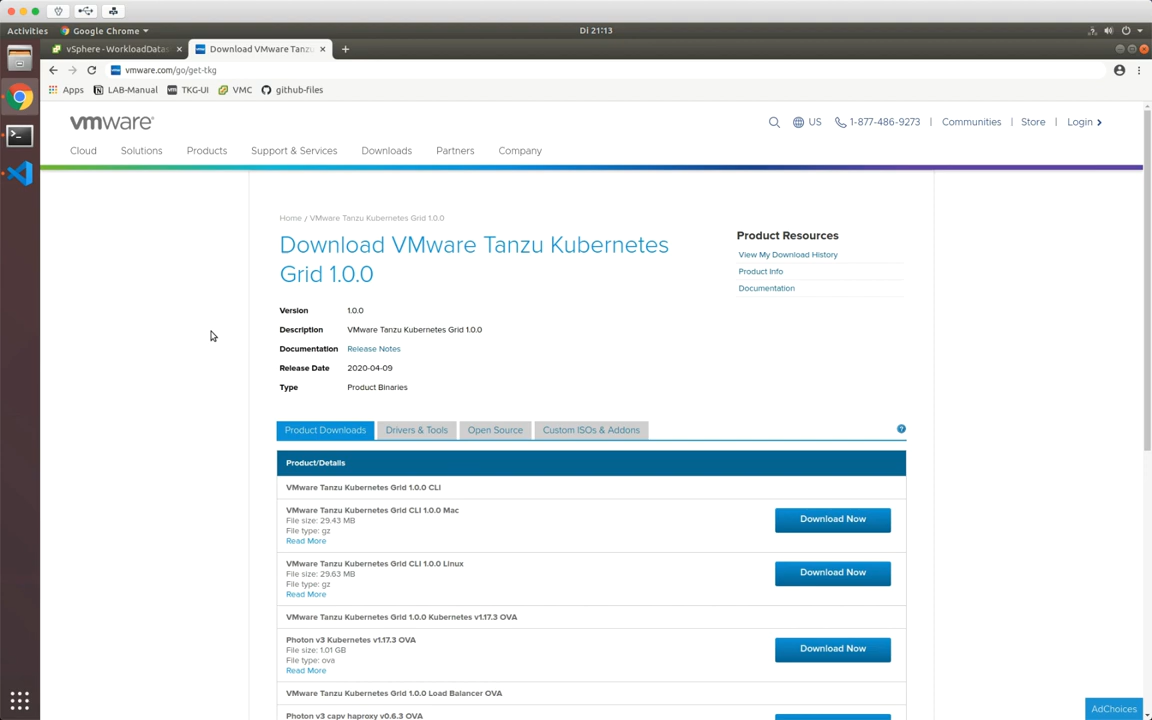 Activities
Google Chrome
Di 21:13
vSphere - WorkloadDatas
Download VMware Tanzu
vmware.com/go/get-tkg
Apps
LAB-Manual
TKG-UI
VMC
github-files
vmware®
US
1-877-486-9273
Communities
Store
Login
Cloud
Solutions
Products
Support & Services
Downloads
Partners
Company
Home / VMware Tanzu Kubernetes Grid 1.0.0
Download VMware Tanzu Kubernetes
Grid 1.0.0
Product Resources
View My Download History
Product Info
Documentation
Version 1.0.0
Description VMware Tanzu Kubernetes Grid 1.0.0
Documentation Release Notes
Release Date 2020-04-09
Type Product Binaries
Product Downloads
Drivers & Tools
Open Source
Custom ISOs & Addons
?
Product/Details
VMware Tanzu Kubernetes Grid 1.0.0 CLI
VMware Tanzu Kubernetes Grid CLI 1.0.0 Mac
File size: 29.43 MB
File type: gz
Read More
Download Now
VMware Tanzu Kubernetes Grid CLI 1.0.0 Linux
File size: 29.63 MB
File type: gz
Read More
Download Now
VMware Tanzu Kubernetes Grid 1.0.0 Kubernetes v1.17.3 OVA
Photon v3 Kubernetes v1.17.3 OVA
File size: 1.01 GB
File type: ova
Read More
Download Now
VMware Tanzu Kubernetes Grid 1.0.0 Load Balancer OVA
Photon v3 capv haproxy v0.6.3 OVA
AdChoices